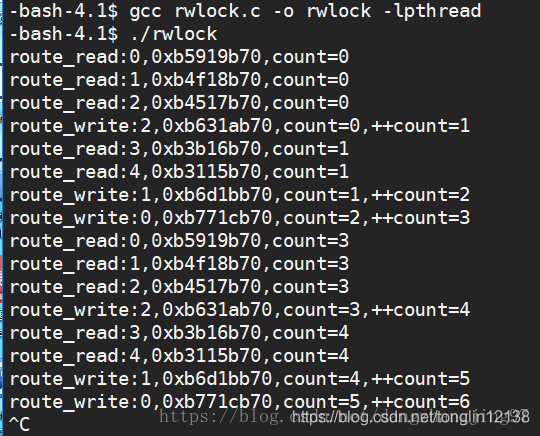 -bash-4.1$ gcc rwlock.c -o rwlock -lpthread
-bash-4.1$ ./rwlock
route_read:0,0xb5919b70,count=0
route_read:1,0xb4f18b70,count=0
route_read:2,0xb4517b70,count=0
route_write:2,0xb631ab70,count=0,++count=1
route_read:3,0xb3b16b70,count=1
route_read:4,0xb3115b70,count=1
route_write:1,0xb6d1bb70,count=1,++count=2
route_write:0,0xb771cb70,count=2,++count=3
route_read:0,0xb5919b70,count=3
route_read:1,0xb4f18b70,count=3
route_read:2,0xb4517b70,count=3
route_write:2,0xb631ab70,count=3,++count=4
route_read:3,0xb3b16b70,count=4
route_read:4,0xb3115b70,count=4
route_write:1,0xb6d1bb70,count=4,++count=5
route_write:0,0xb771cb70,count=5,++count=6
^C
https://blog.csdn.net/tonglin12138